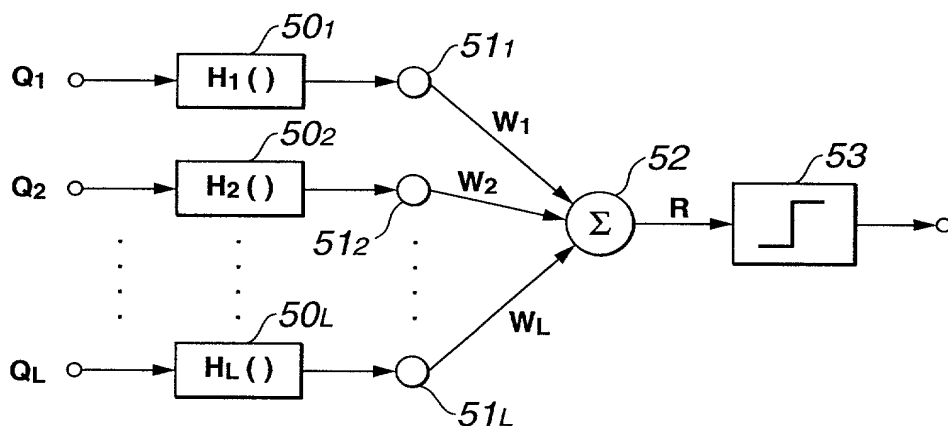 50₁ 51₁
Q₁ H₁ ( )
W₁
50₂ 52 53
Q₂ H₂ ( ) W₂ Σ R
51₂
50L
WL
QL HL ( )
51L